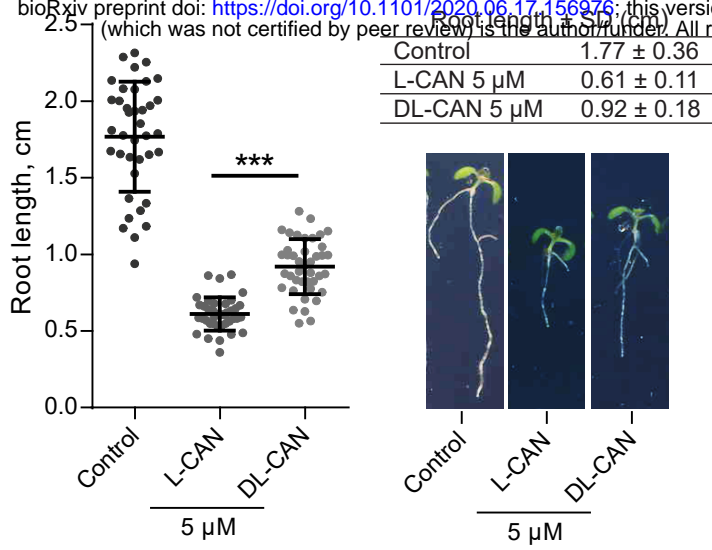 bioRxiv preprint doi: https://doi.org/10.1101/2020.06.17.156976; this versi
(which was not certified by peer review) is the author/funder. All r
Root length ± SD (cm)
Control 1.77 ± 0.36
L-CAN 5 µM 0.61 ± 0.11
DL-CAN 5 µM 0.92 ± 0.18
Root length, cm
2.5
2.0
1.5
1.0
0.5
0.0
***
Control
L-CAN
DL-CAN
5 µM
Control
L-CAN
DL-CAN
5 µM